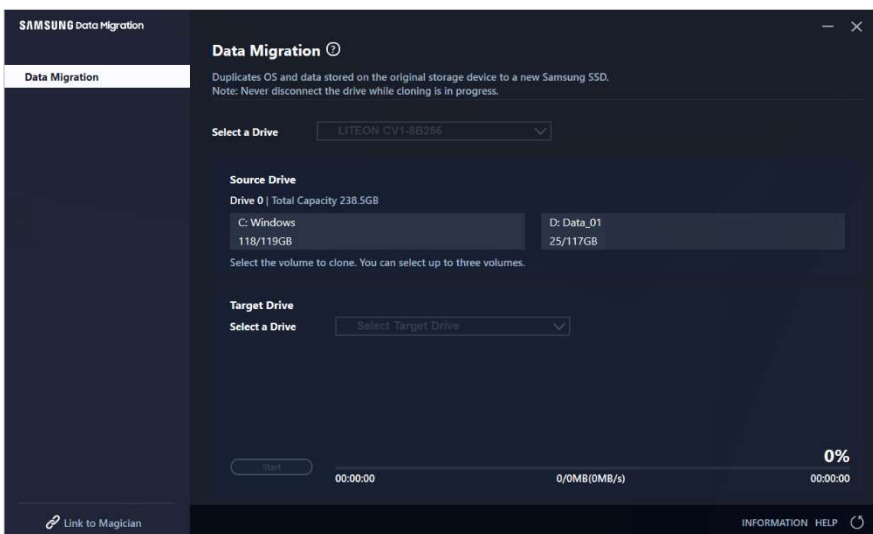 SAMSUNG Data Migration
Data Migration
Data Migration ?
Duplicates OS and data stored on the original storage device to a new Samsung SSD.
Note: Never disconnect the drive while cloning is in progress.
Select a Drive
LITEON CV1-8B256
Source Drive
Drive 0 | Total Capacity 238.5GB
C: Windows
118/119GB
D: Data_01
25/117GB
Select the volume to clone. You can select up to three volumes.
Target Drive
Select a Drive
Select Target Drive
Start
0%
00:00:00
0/0MB(0MB/s)
00:00:00
Link to Magician
INFORMATION HELP